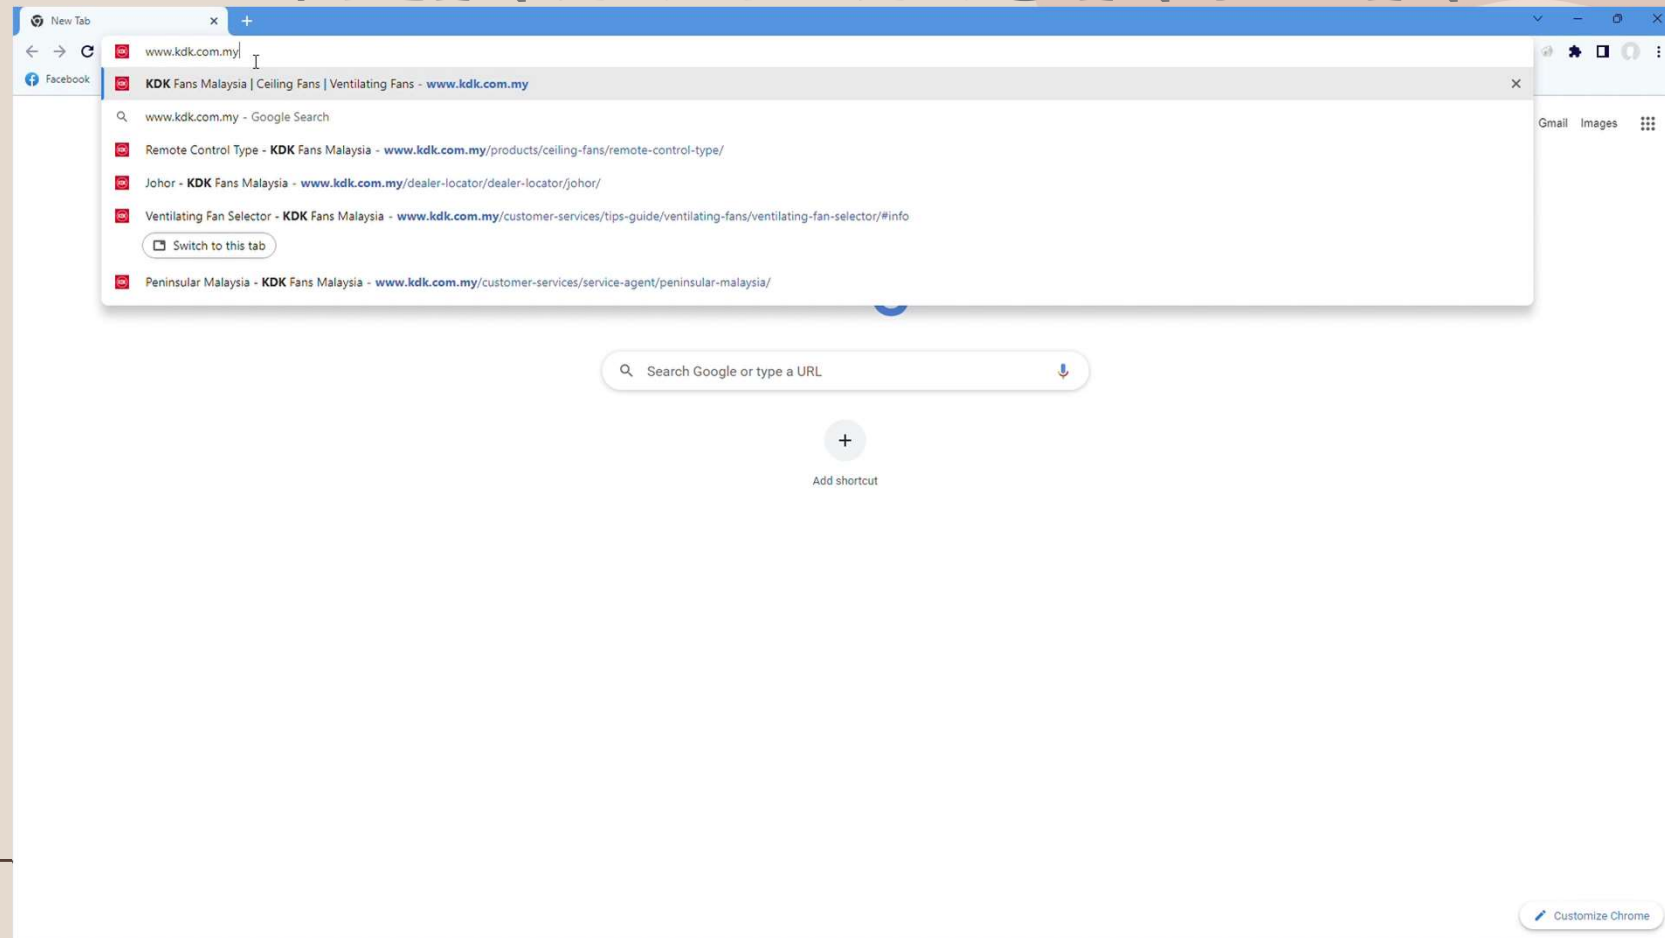 New Tab
www.kdk.com.my
Facebook
KDK Fans Malaysia | Ceiling Fans | Ventilating Fans - www.kdk.com.my
www.kdk.com.my - Google Search
Gmail Images
Remote Control Type - KDK Fans Malaysia - www.kdk.com.my/products/ceiling-fans/remote-control-type/
Johor - KDK Fans Malaysia - www.kdk.com.my/dealer-locator/dealer-locator/johor/
Ventilating Fan Selector - KDK Fans Malaysia - www.kdk.com.my/customer-services/tips-guide/ventilating-fans/ventilating-fan-selector/#info
Switch to this tab
Peninsular Malaysia - KDK Fans Malaysia - www.kdk.com.my/customer-services/service-agent/peninsular-malaysia/
Search Google or type a URL
Add shortcut
Customize Chrome